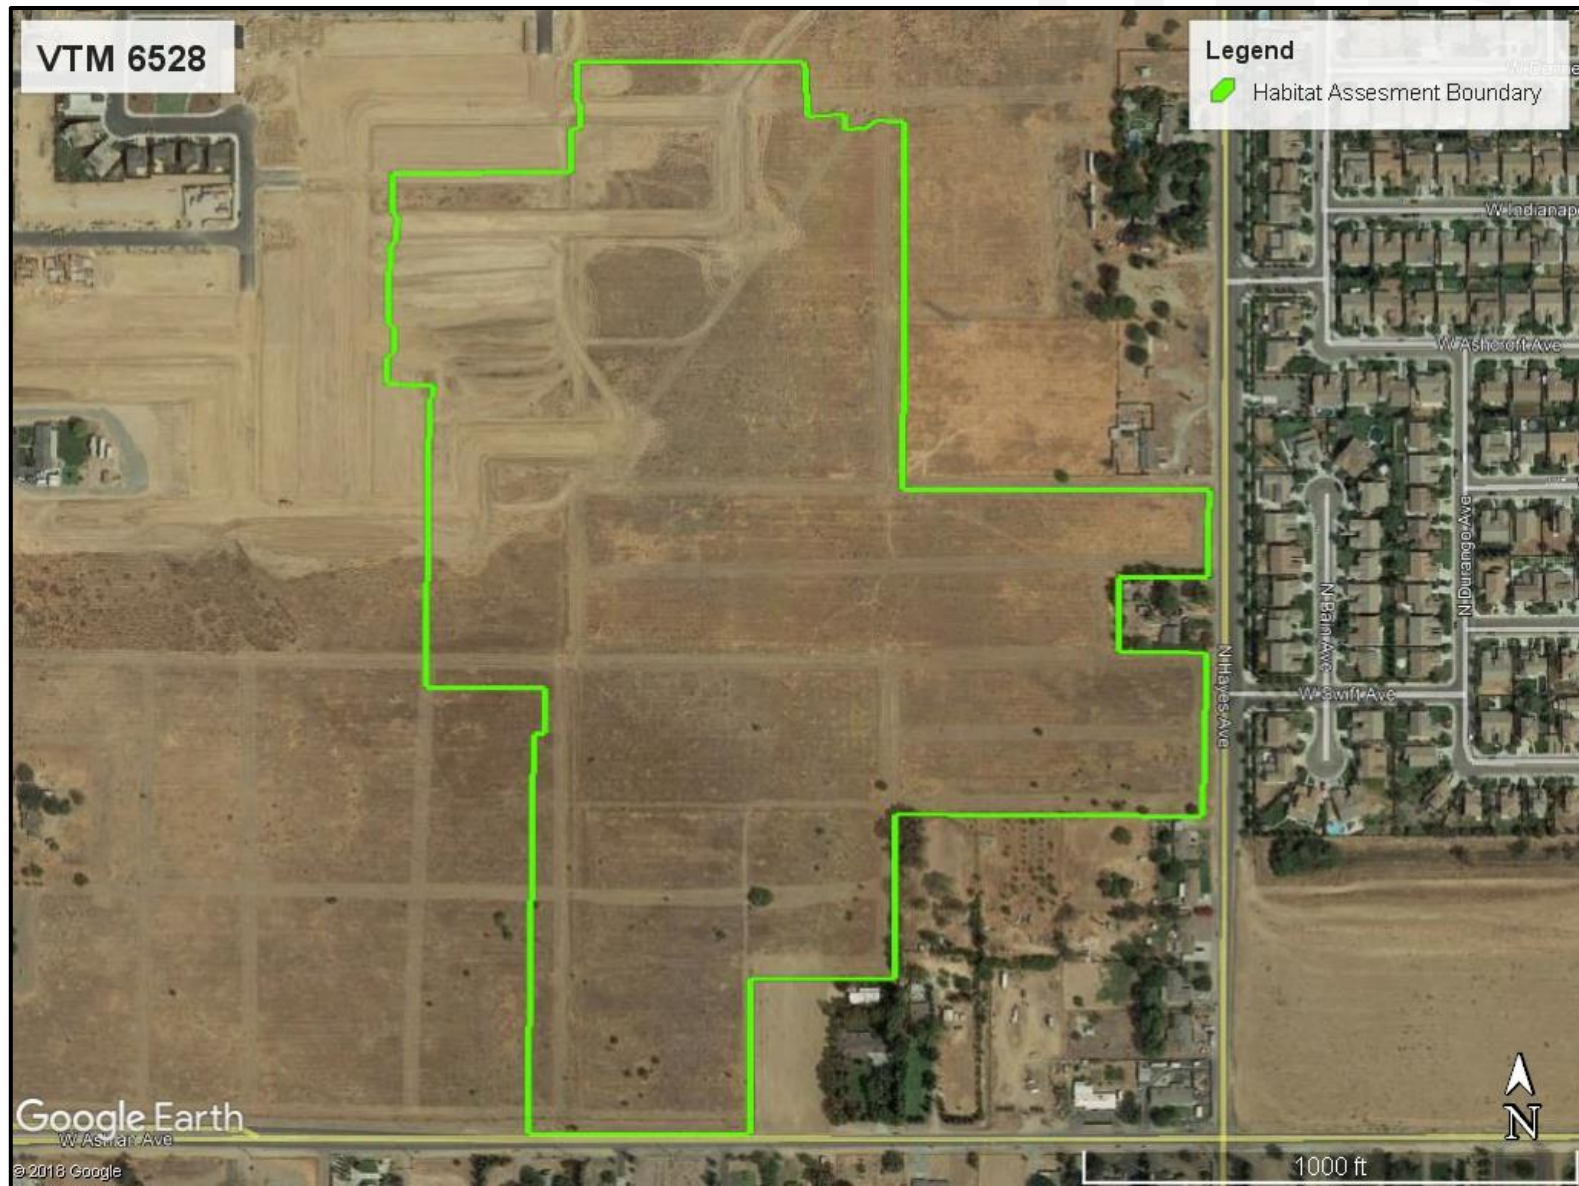 VTM 6528
Legend
Habitat Assesment Boundary
W Indianap
W Ashcroft Ave
N Durango Ave
N Bain Ave
N Hayes Ave
W Swift Ave
Google Earth
W Ashlan Ave
© 2018 Google
N
1000 ft